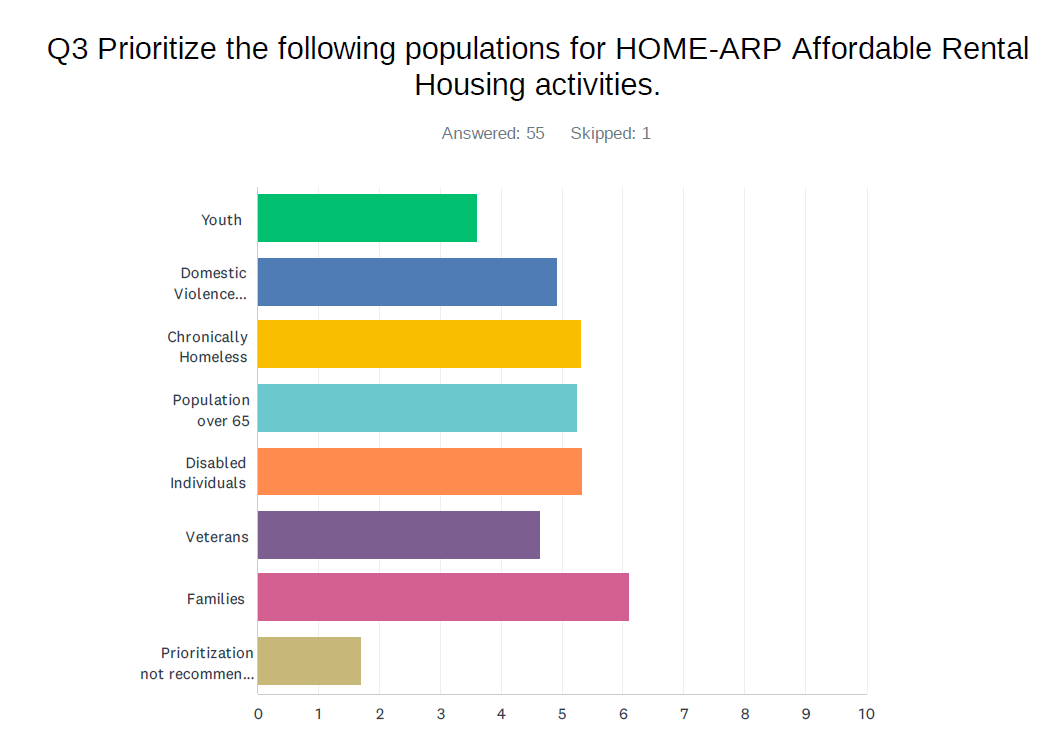 Q3 Prioritize the following populations for HOME-ARP Affordable Rental
Housing activities.
Answered: 55 Skipped: 1
Youth
Domestic
Violence...
Chronically
Homeless
Population
over 65
Disabled
Individuals
Veterans
Families
Prioritization
not recommen...
0 1 2 3 4 5 6 7 8 9 10